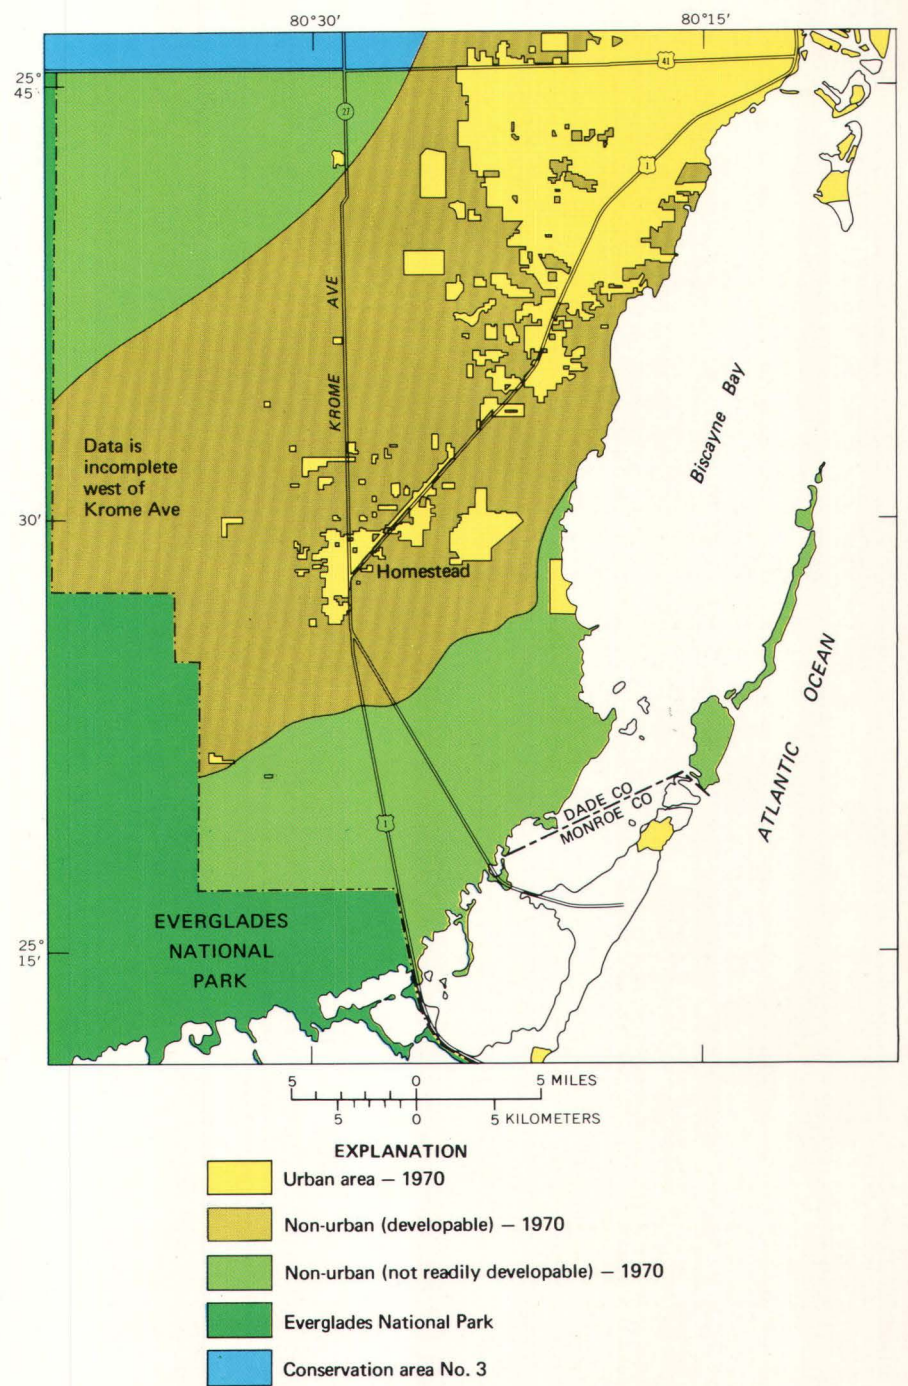 80°30′
80°15′
25°
45′
41
27
1
KROME AVE
Biscayne Bay
Data is
incomplete
west of
Krome Ave
30′
Homestead
ATLANTIC OCEAN
DADE CO
MONROE CO
1
EVERGLADES
NATIONAL
PARK
25°
15′
5 0 5 MILES
5 0 5 KILOMETERS
EXPLANATION
Urban area — 1970
Non-urban (developable) — 1970
Non-urban (not readily developable) — 1970
Everglades National Park
Conservation area No. 3